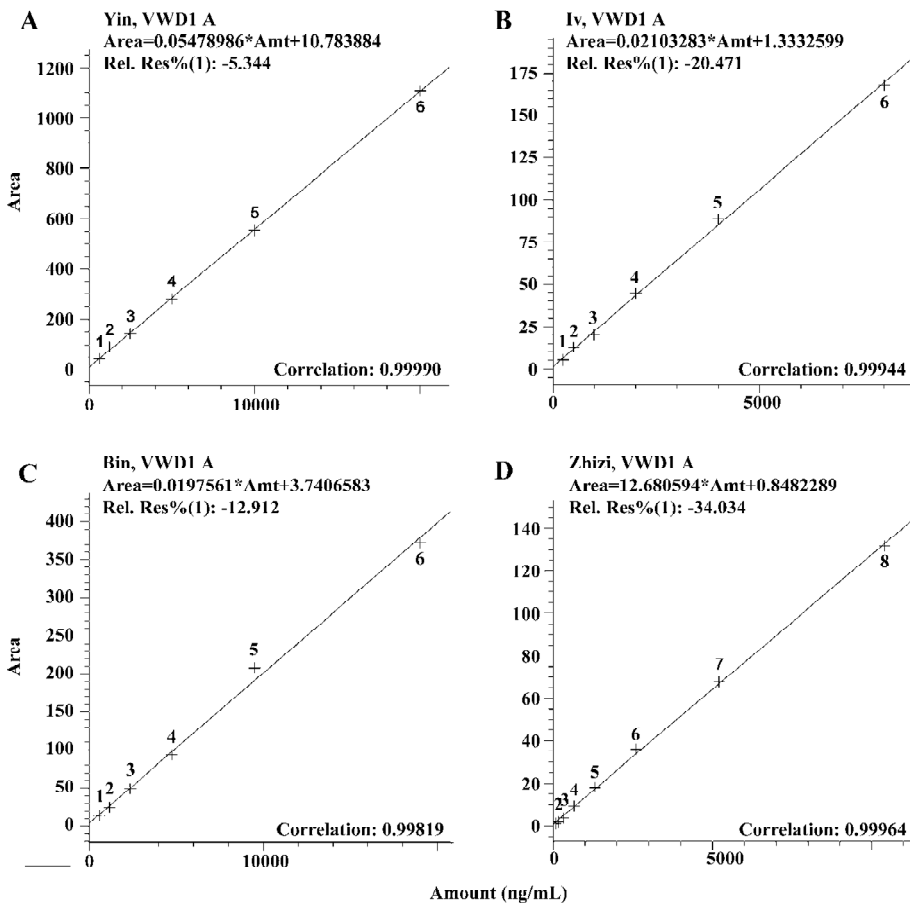 A
Yin, VWD1 A
Area=0.05478986*Amt+10.783884
Rel. Res%(1): -5.344
1200
1000
800
600
400
200
0
Area
1
2
3
4
5
6
Correlation: 0.99990
0
10000
B
Iv, VWD1 A
Area=0.02103283*Amt+1.3332599
Rel. Res%(1): -20.471
175
150
125
100
75
50
25
0
1
2
3
4
5
6
Correlation: 0.99944
0
5000
C
Bin, VWD1 A
Area=0.0197561*Amt+3.7406583
Rel. Res%(1): -12.912
400
350
300
250
200
150
100
50
0
Area
1
2
3
4
5
6
Correlation: 0.99819
0
10000
D
Zhizi, VWD1 A
Area=12.680594*Amt+0.8482289
Rel. Res%(1): -34.034
140
120
100
80
60
40
20
0
2
3
4
5
6
7
8
Correlation: 0.99964
0
5000
Amount (ng/mL)